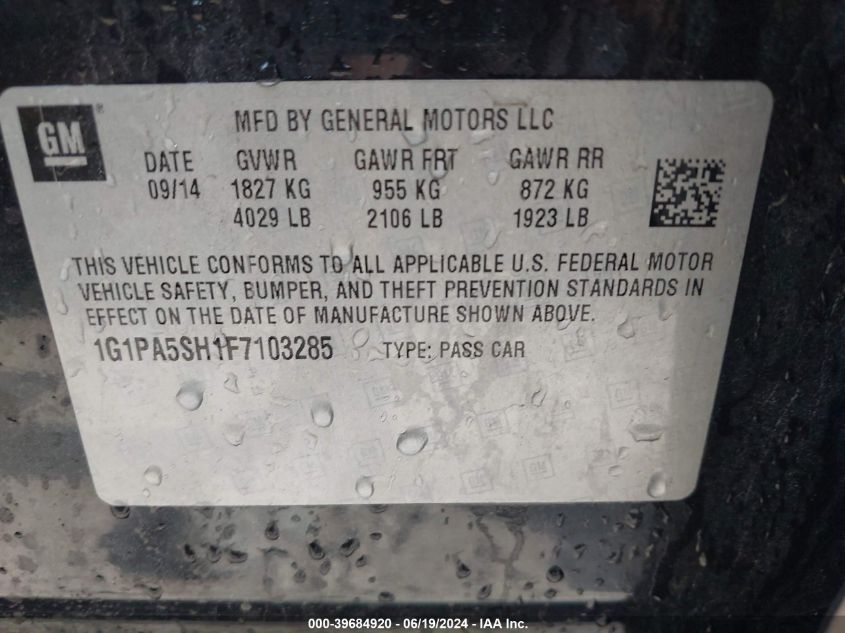 GM ®
MFD BY GENERAL MOTORS LLC
DATE GVWR GAWR FRT GAWR RR
09/14 1827 KG 955 KG 872 KG
4029 LB 2106 LB 1923 LB
THIS VEHICLE CONFORMS TO ALL APPLICABLE U.S. FEDERAL MOTOR
VEHICLE SAFETY, BUMPER, AND THEFT PREVENTION STANDARDS IN
EFFECT ON THE DATE OF MANUFACTURE SHOWN ABOVE.
1G1PA5SH1F7103285 TYPE: PASS CAR
000-39684920 - 06/19/2024 - IAA Inc.